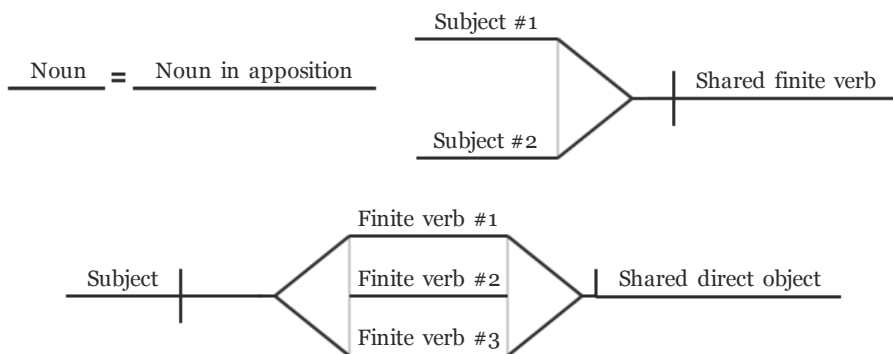 Subject #1
Noun = Noun in apposition
Shared finite verb
Subject #2
Finite verb #1
Subject Finite verb #2 Shared direct object
Finite verb #3